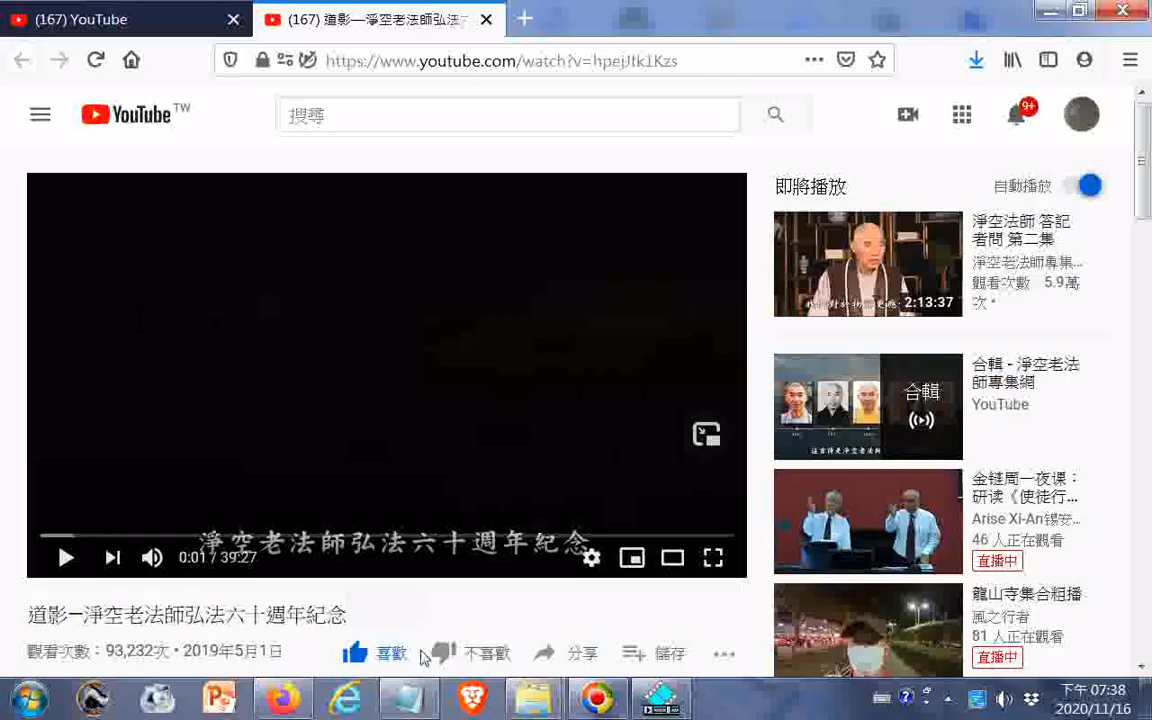 (167) YouTube
(167) 道影—淨空老法師弘法
https://www.youtube.com/watch?v=hpejJtk1Kzs
YouTube TW
搜尋
9+
即將播放
自動播放
淨空法師 答記
者問 第二集
淨空老法師專集...
觀看次數 5.9萬
次 •
2:13:37
合輯
合輯 - 淨空老法
師專集網
YouTube
金链周一夜课：
研读《使徒行...
Arise Xi-An锡安...
46 人正在觀看
直播中
龍山寺集合粗播
風之行者
81 人正在觀看
直播中
淨空老法師弘法六十週年紀念
0:01 / 39:27
道影—淨空老法師弘法六十週年紀念
觀看次數：93,232次 • 2019年5月1日
喜歡
不喜歡
分享
儲存
下午 07:38
2020/11/16